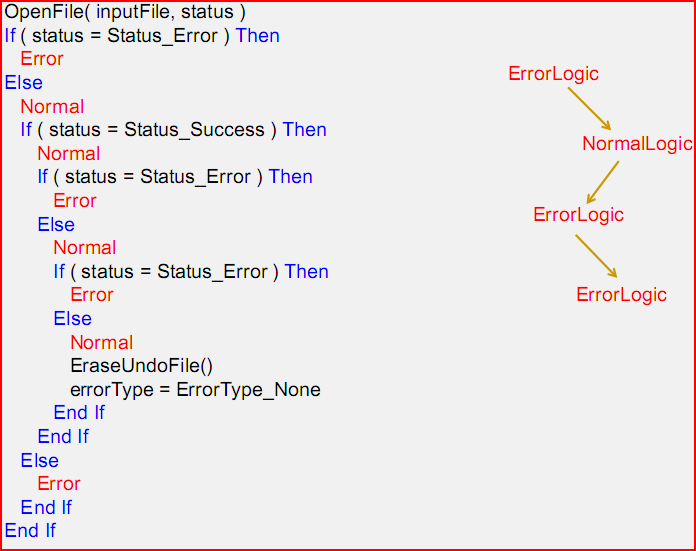 OpenFile( inputFile, status )
If ( status = Status_Error ) Then
Error
Else
Normal
If ( status = Status_Success ) Then
Normal
If ( status = Status_Error ) Then
Error
Else
Normal
If ( status = Status_Error ) Then
Error
Else
Normal
EraseUndoFile()
errorType = ErrorType_None
End If
End If
Else
Error
End If
End If
ErrorLogic
NormalLogic
ErrorLogic
ErrorLogic